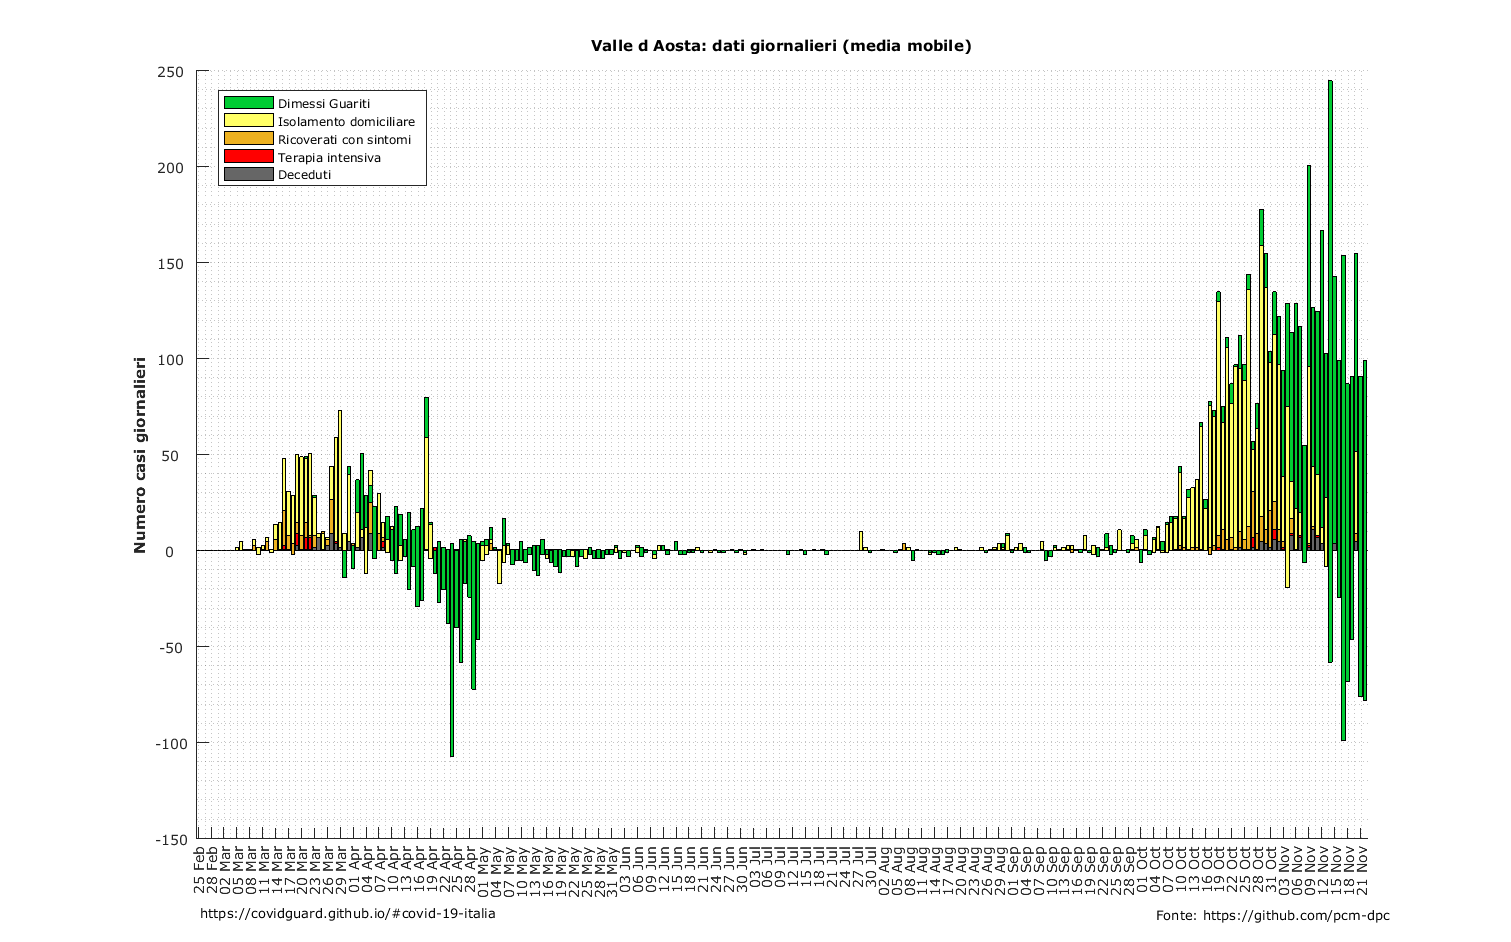 Valle d Aosta: dati giornalieri (media mobile)
250
200
150
100
50
0
-50
-100
-150
Numero casi giornalieri
Dimessi Guariti
Isolamento domiciliare
Ricoverati con sintomi
Terapia intensiva
Deceduti
25 Feb
28 Feb
02 Mar
05 Mar
08 Mar
11 Mar
14 Mar
17 Mar
20 Mar
23 Mar
26 Mar
29 Mar
01 Apr
04 Apr
07 Apr
10 Apr
13 Apr
16 Apr
19 Apr
22 Apr
25 Apr
28 Apr
01 May
04 May
07 May
10 May
13 May
16 May
19 May
22 May
25 May
28 May
31 May
03 Jun
06 Jun
09 Jun
12 Jun
15 Jun
18 Jun
21 Jun
24 Jun
27 Jun
30 Jun
03 Jul
06 Jul
09 Jul
12 Jul
15 Jul
18 Jul
21 Jul
24 Jul
27 Jul
30 Jul
02 Aug
05 Aug
08 Aug
11 Aug
14 Aug
17 Aug
20 Aug
23 Aug
26 Aug
29 Aug
01 Sep
04 Sep
07 Sep
10 Sep
13 Sep
16 Sep
19 Sep
22 Sep
25 Sep
28 Sep
01 Oct
04 Oct
07 Oct
10 Oct
13 Oct
16 Oct
19 Oct
22 Oct
25 Oct
28 Oct
31 Oct
03 Nov
06 Nov
09 Nov
12 Nov
15 Nov
18 Nov
21 Nov
https://covidguard.github.io/#covid-19-italia
Fonte: https://github.com/pcm-dpc